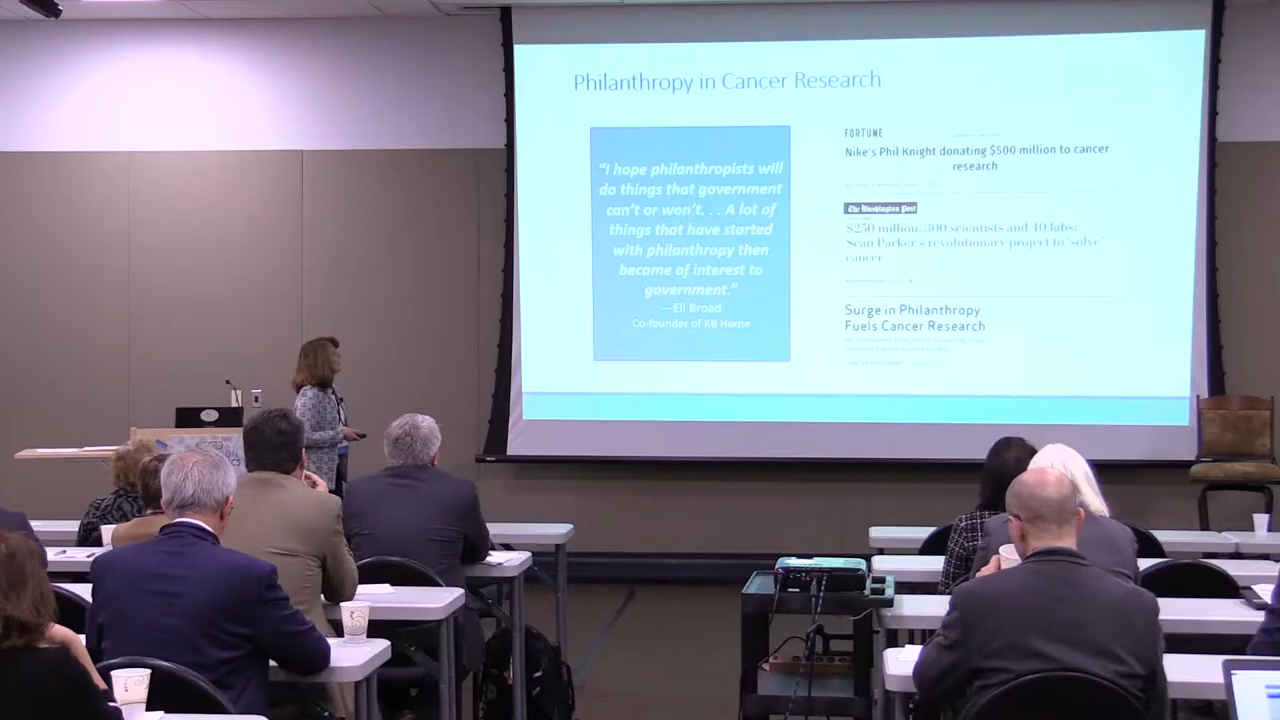 Philanthropy in Cancer Research
"I hope philanthropists will
do things that government
can't or won't. . . A lot of
things that have started
with philanthropy then
became of interest to
government."
—Eli Broad
Co-founder of KB Home
FORTUNE
Nike's Phil Knight donating $500 million to cancer
research
The Washington Post
$250 million, 300 scientists and 40 labs:
Sean Parker's revolutionary project to 'solve'
cancer
Surge in Philanthropy
Fuels Cancer Research